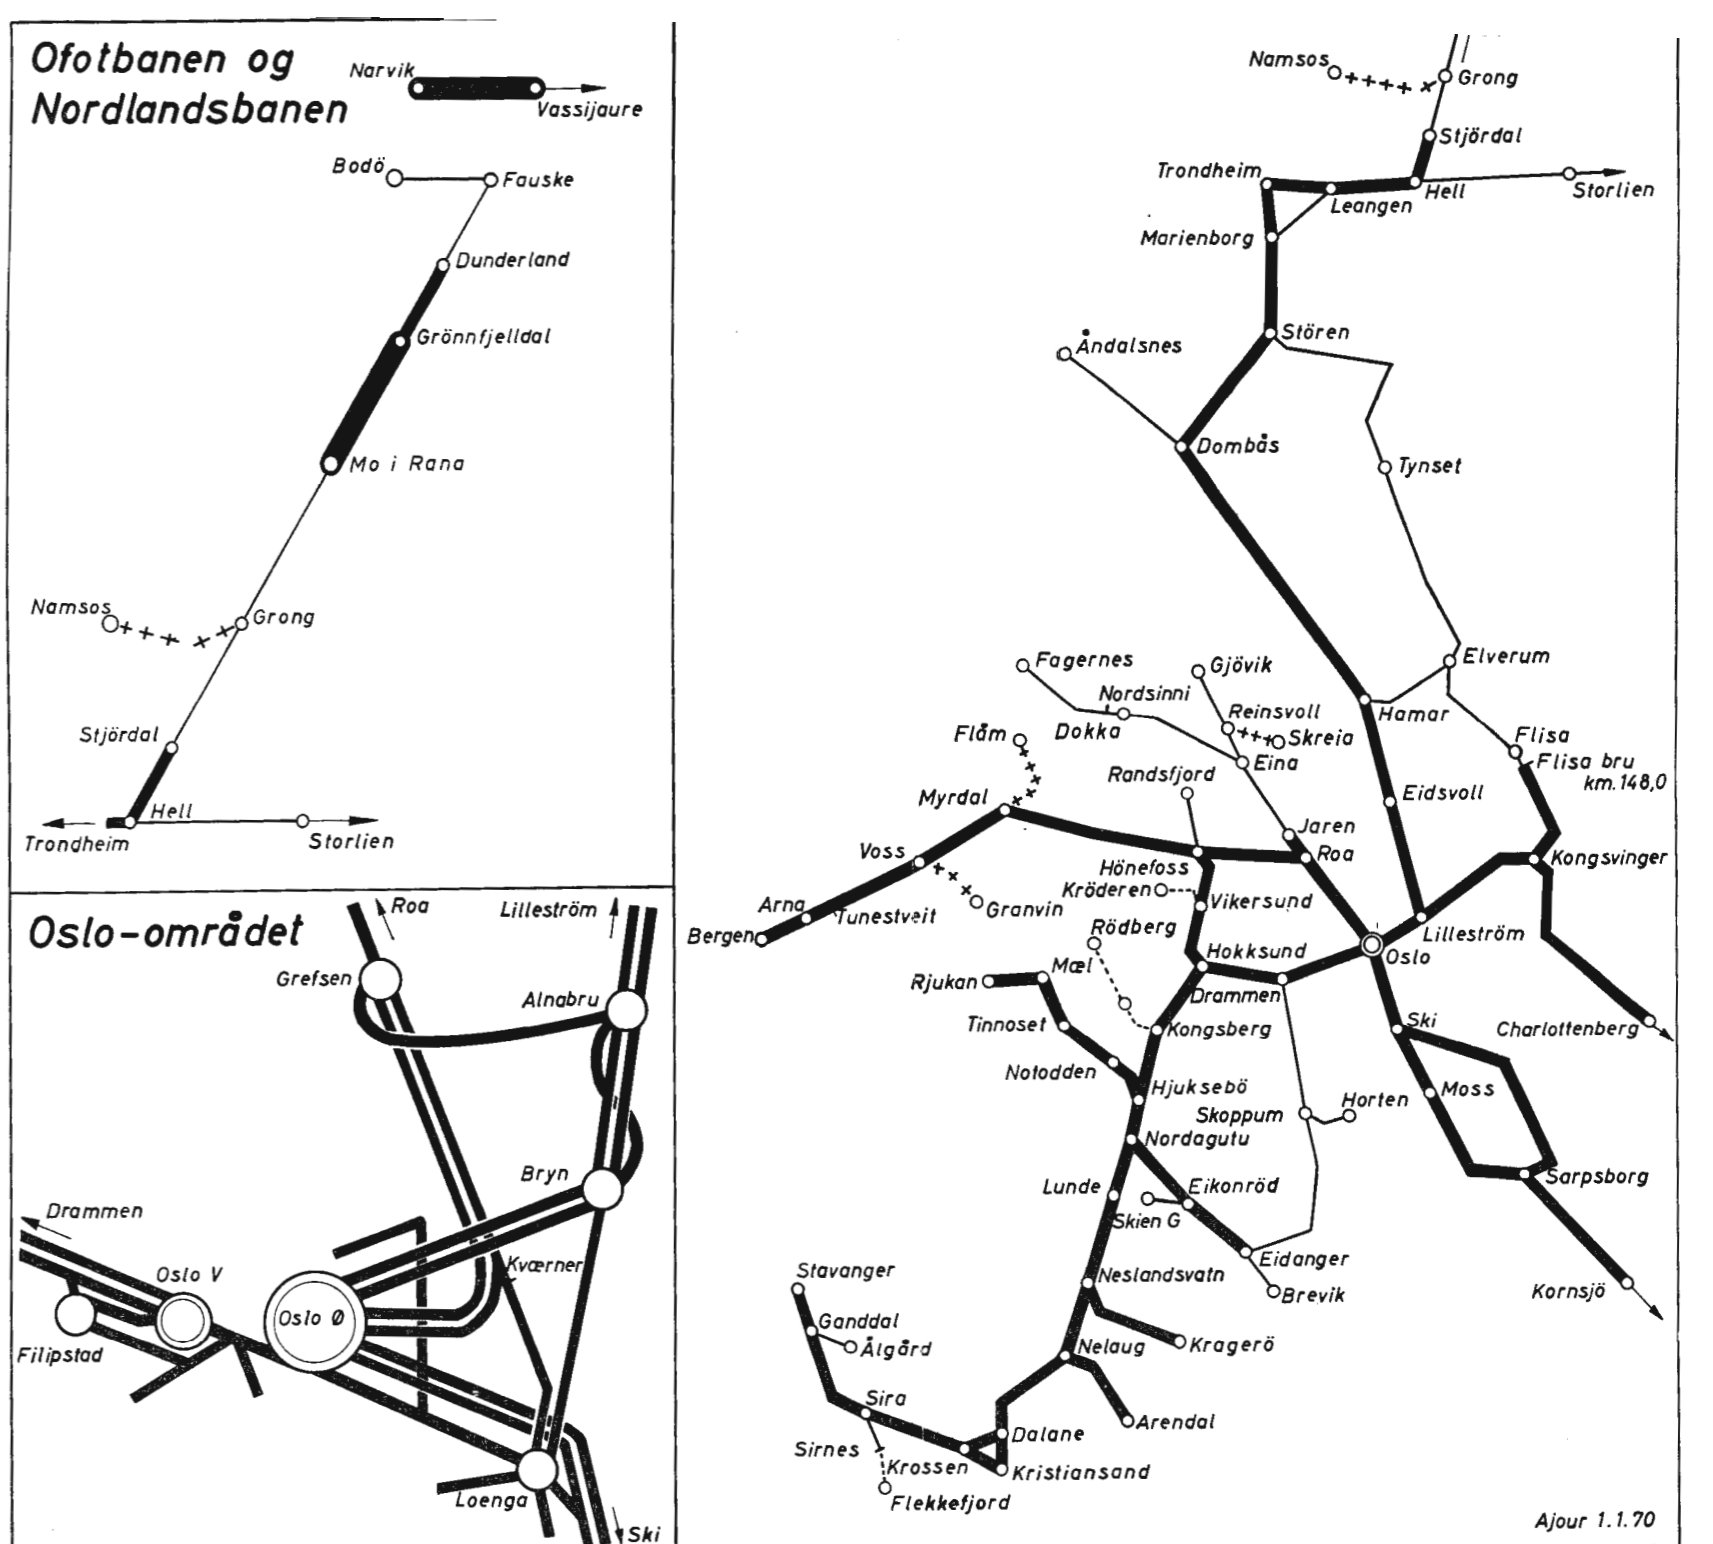 Ofotbanen og
Nordlandsbanen
Narvik
Vassijaure
Bodö
Fauske
Dunderland
Grönnfjelldal
Mo i Rana
Namsos
Grong
Stjördal
Hell
Trondheim
Storlien
Oslo-området
Roa
Lilleström
Grefsen
Alnabru
Bryn
Drammen
Kværner
Oslo V
Oslo Ø
Filipstad
Loenga
Ski
Namsos
Grong
Stjördal
Trondheim
Hell
Storlien
Leangen
Marienborg
Stören
Åndalsnes
Dombås
Tynset
Elverum
Fagernes
Gjövik
Nordsinni
Hamar
Reinsvoll
Dokka
Flåm
Skreia
Flisa
Eina
Flisa bru
km.148,0
Randsfjord
Myrdal
Eidsvoll
Jaren
Voss
Roa
Kongsvinger
Hönefoss
Kröderen
Arna
Tunestveit
Granvin
Vikersund
Bergen
Rödberg
Lilleström
Hokksund
Oslo
Mæl
Rjukan
Drammen
Tinnoset
Kongsberg
Ski
Charlottenberg
Notodden
Hjuksebö
Moss
Horten
Skoppum
Nordagutu
Sarpsborg
Lunde
Eikonröd
Skien G
Eidanger
Stavanger
Neslandsvatn
Brevik
Kornsjö
Ganddal
Ålgård
Nelaug
Kragerö
Sira
Arendal
Dalane
Sirnes
Krossen
Kristiansand
Flekkefjord
Ajour 1.1.70